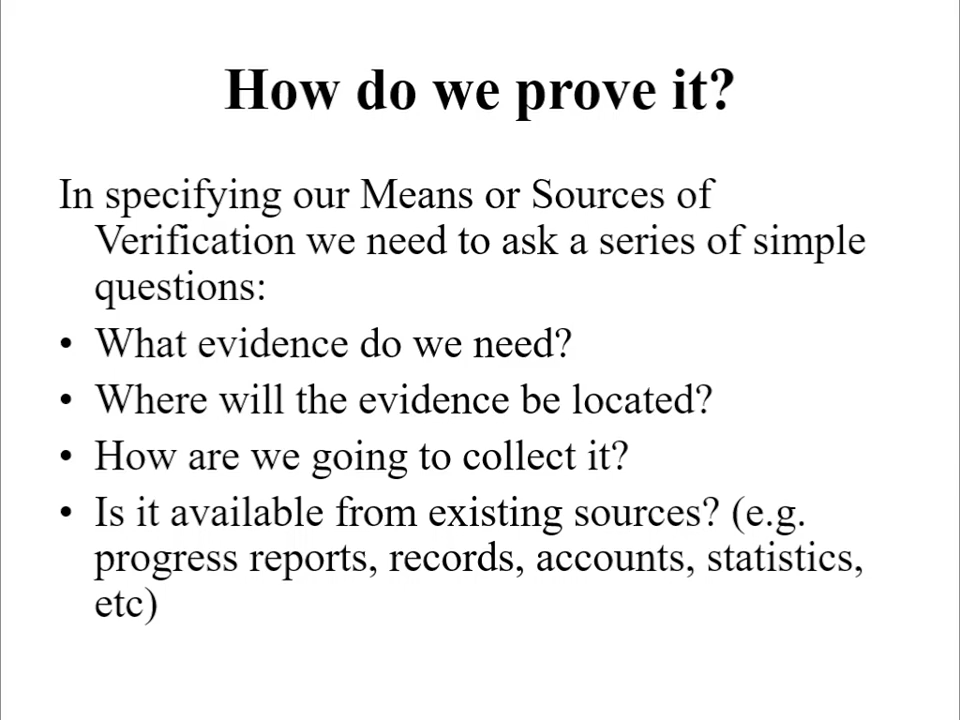 How do we prove it?
In specifying our Means or Sources of
Verification we need to ask a series of simple
questions:
• What evidence do we need?
• Where will the evidence be located?
• How are we going to collect it?
• Is it available from existing sources? (e.g.
progress reports, records, accounts, statistics,
etc)